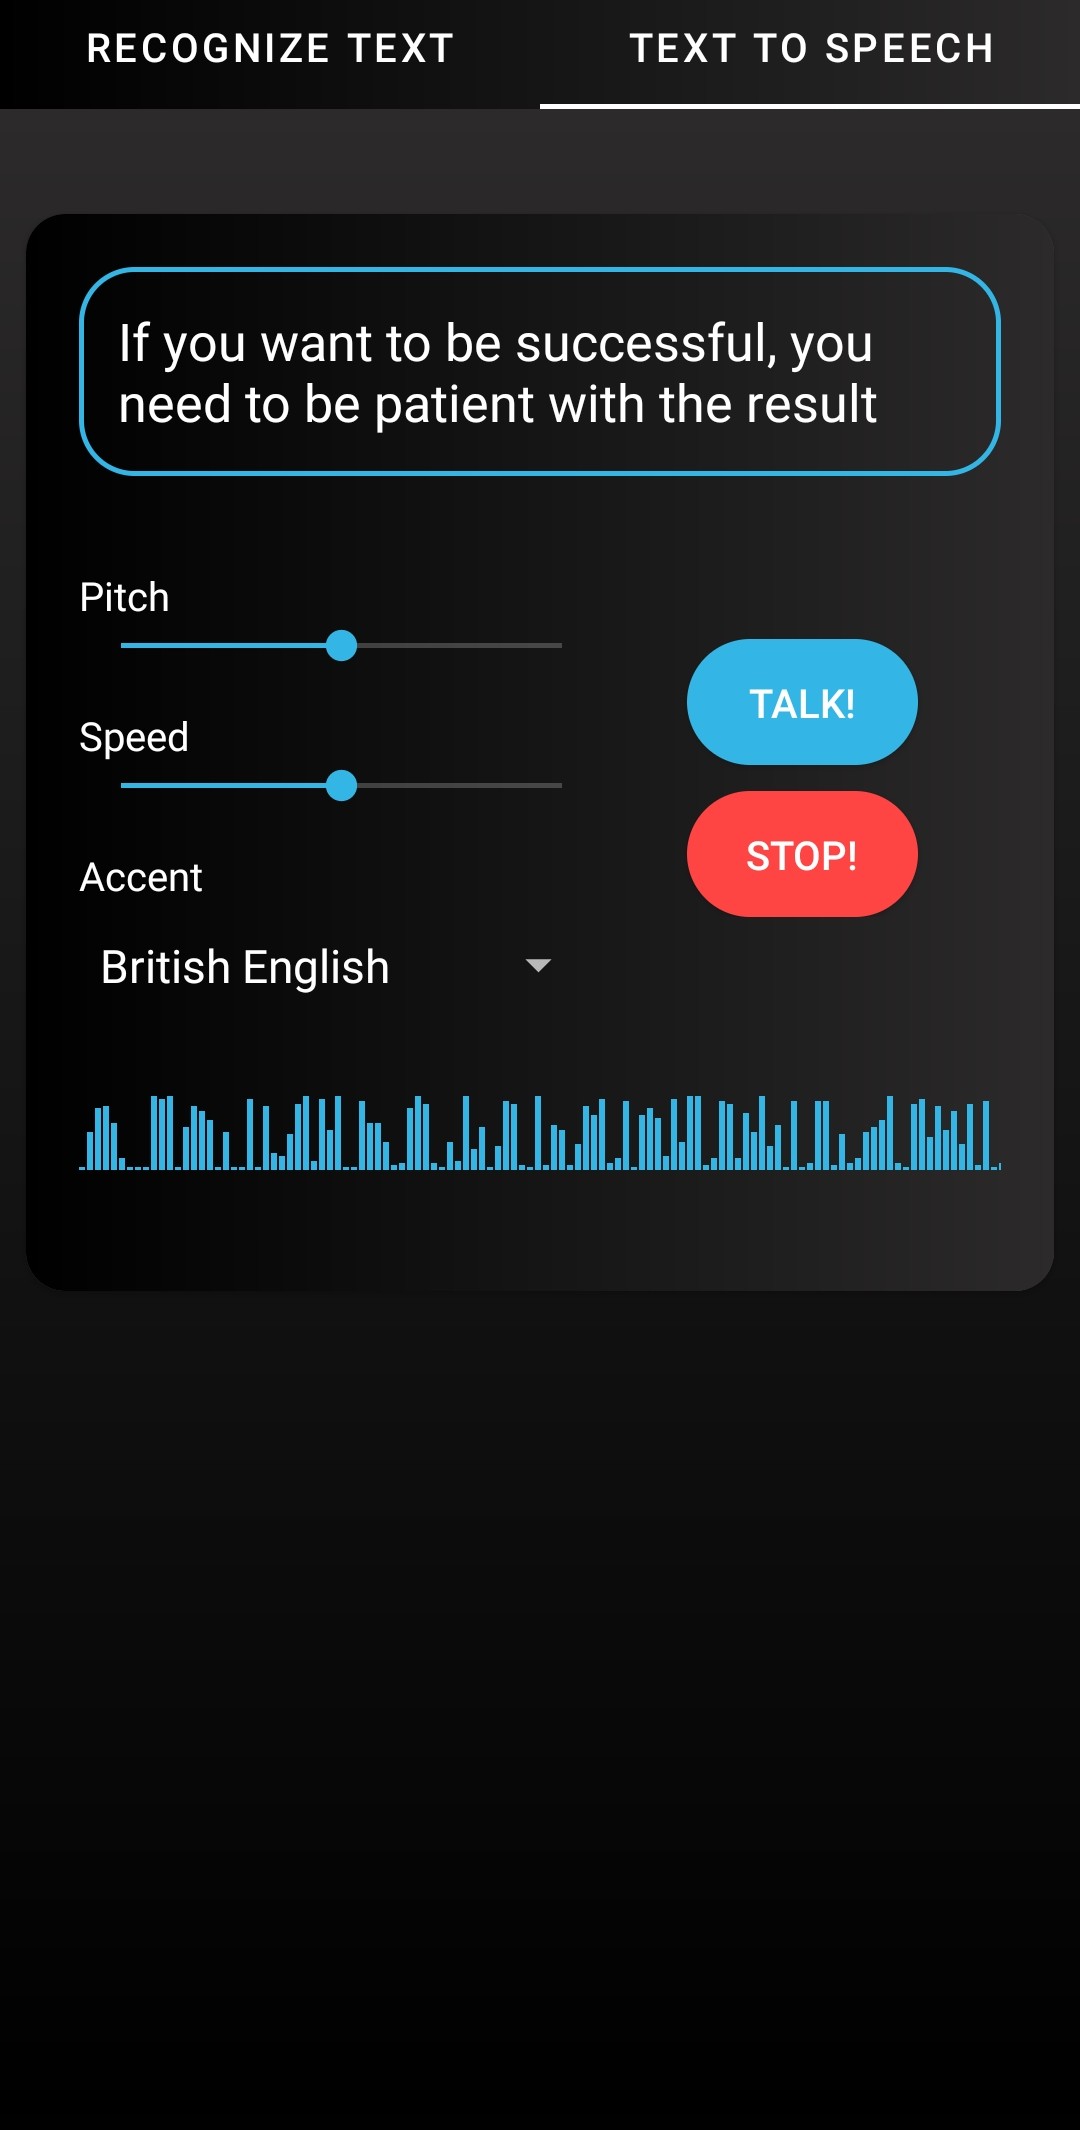 RECOGNIZE TEXT
TEXT TO SPEECH
If you want to be successful, you
need to be patient with the result
Pitch
Speed
TALK!
STOP!
Accent
British English